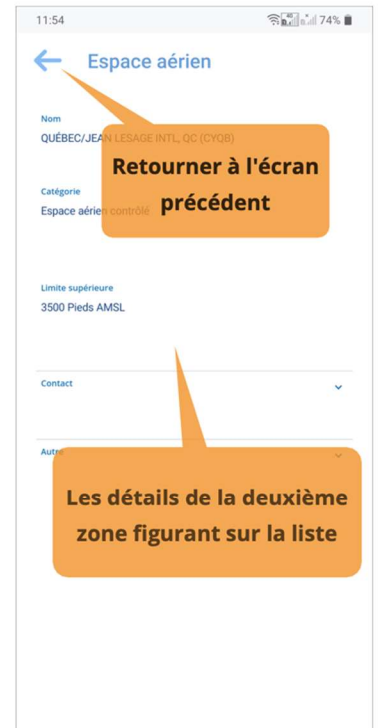 11:54 74%
Espace aérien
Nom
QUÉBEC/JEAN LESAGE INTL, QC (CYQB)
Retourner à l'écran
précédent
Catégorie
Espace aérien contrôlé
Limite supérieure
3500 Pieds AMSL
Contact
Autre
Les détails de la deuxième
zone figurant sur la liste